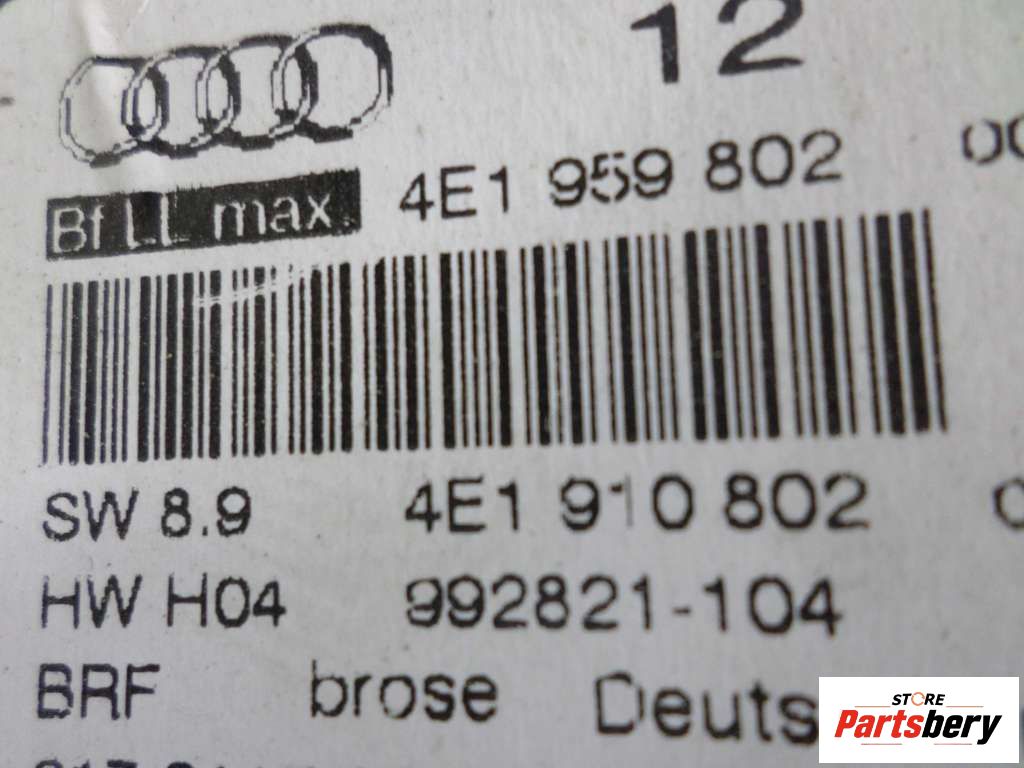 12
Bf LL max. 4E1 959 802
SW 8.9 4E1 910 802
HW H04 992821-104
BRF brose Deuts
STORE
Partsbery